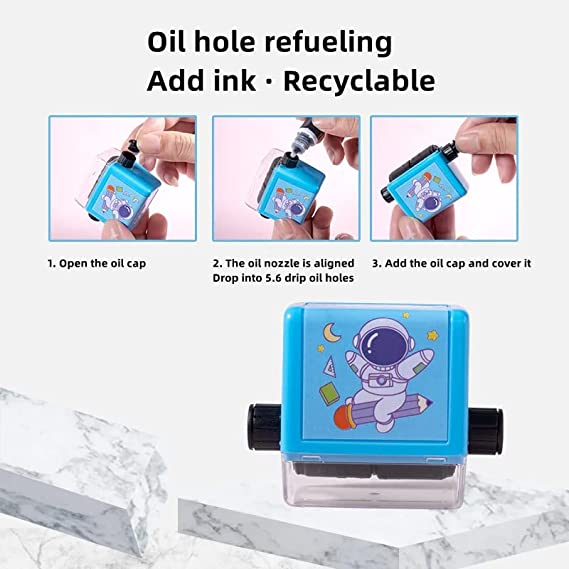 Oil hole refueling
Add ink · Recyclable
1. Open the oil cap
2. The oil nozzle is aligned
Drop into 5.6 drip oil holes
3. Add the oil cap and cover it